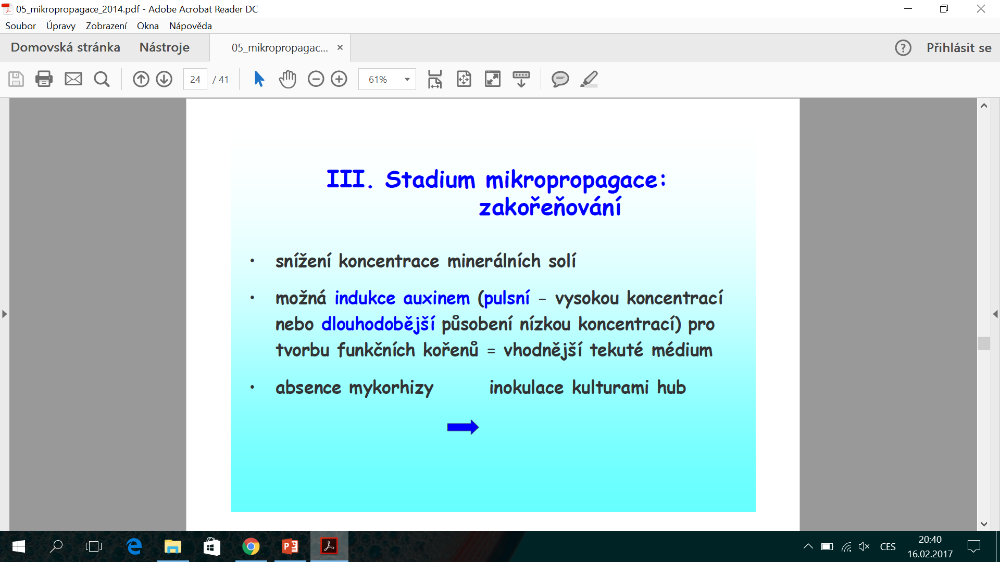 05_mikropropagace_2014.pdf - Adobe Acrobat Reader DC
Soubor Úpravy Zobrazení Okna Nápověda
Domovská stránka Nástroje 05_mikropropagac... × ? Přihlásit se
24 / 41 61%
III. Stadium mikropropagace:
zakořeňování
• snížení koncentrace minerálních solí
• možná indukce auxinem (pulsní - vysokou koncentrací
nebo dlouhodobější působení nízkou koncentrací) pro
tvorbu funkčních kořenů = vhodnější tekuté médium
• absence mykorhizy inokulace kulturami hub
CES
20:40
16.02.2017